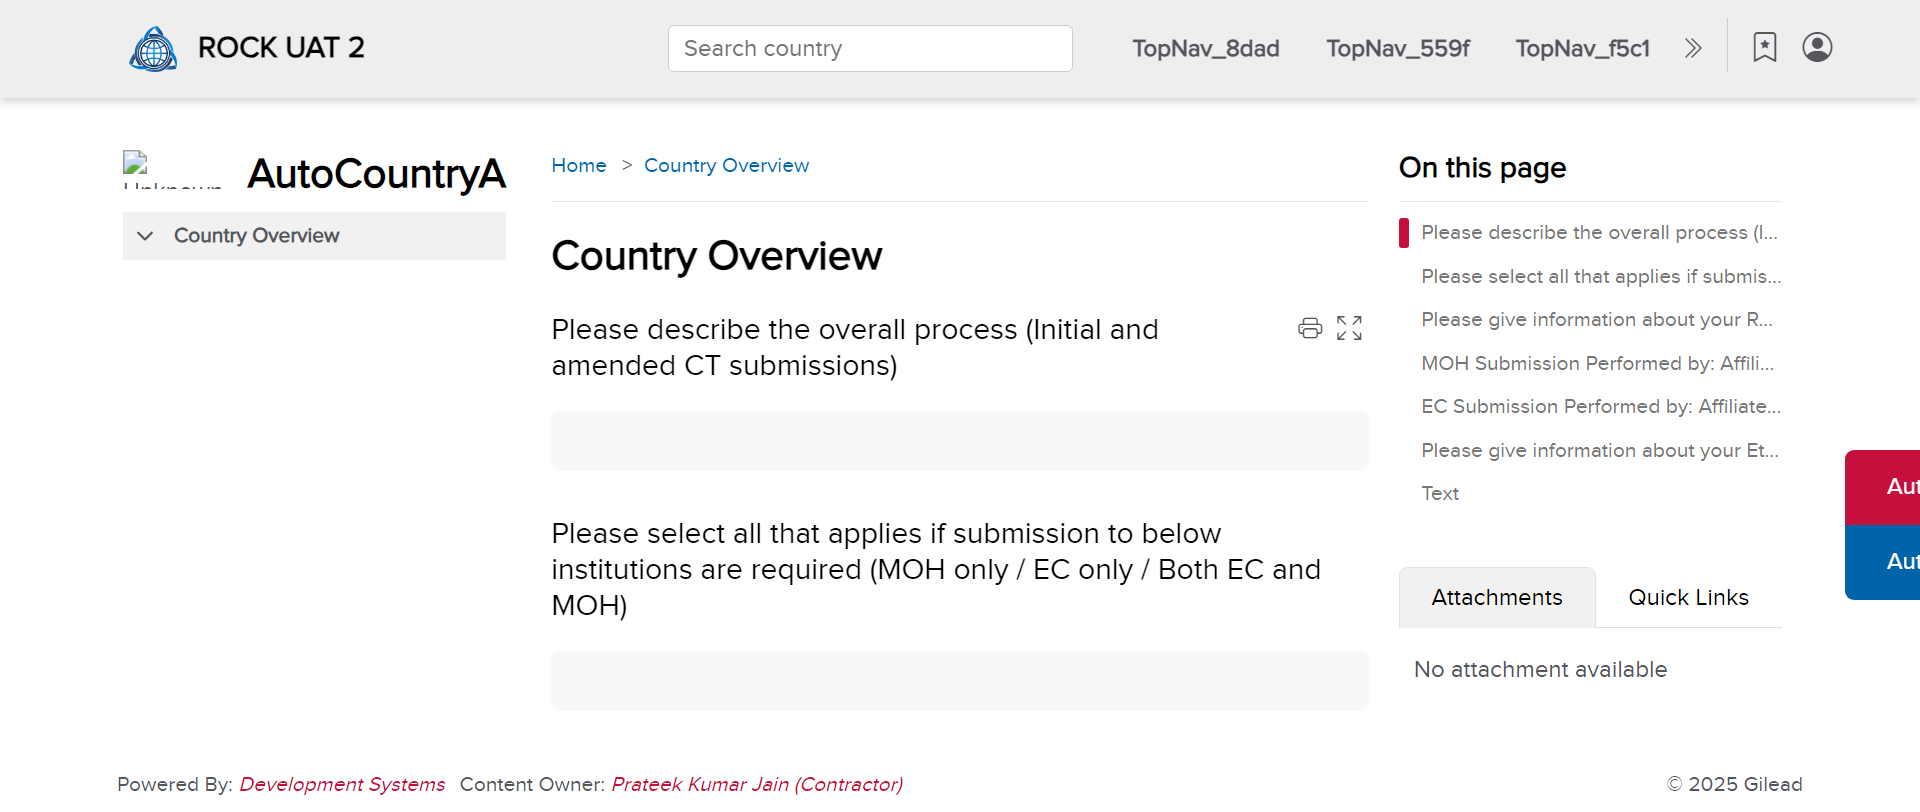 ROCK UAT 2
Search country
TopNav_8dad
TopNav_559f
TopNav_f5c1
AutoCountryA
Country Overview
Home > Country Overview
Country Overview
Please describe the overall process (Initial and
amended CT submissions)
Please select all that applies if submission to below
institutions are required (MOH only / EC only / Both EC and
MOH)
On this page
Please describe the overall process (I...
Please select all that applies if submis...
Please give information about your R...
MOH Submission Performed by: Affili...
EC Submission Performed by: Affiliate...
Please give information about your Et...
Text
Attachments
Quick Links
No attachment available
Aut
Aut
Powered By: Development Systems Content Owner: Prateek Kumar Jain (Contractor)
© 2025 Gilead